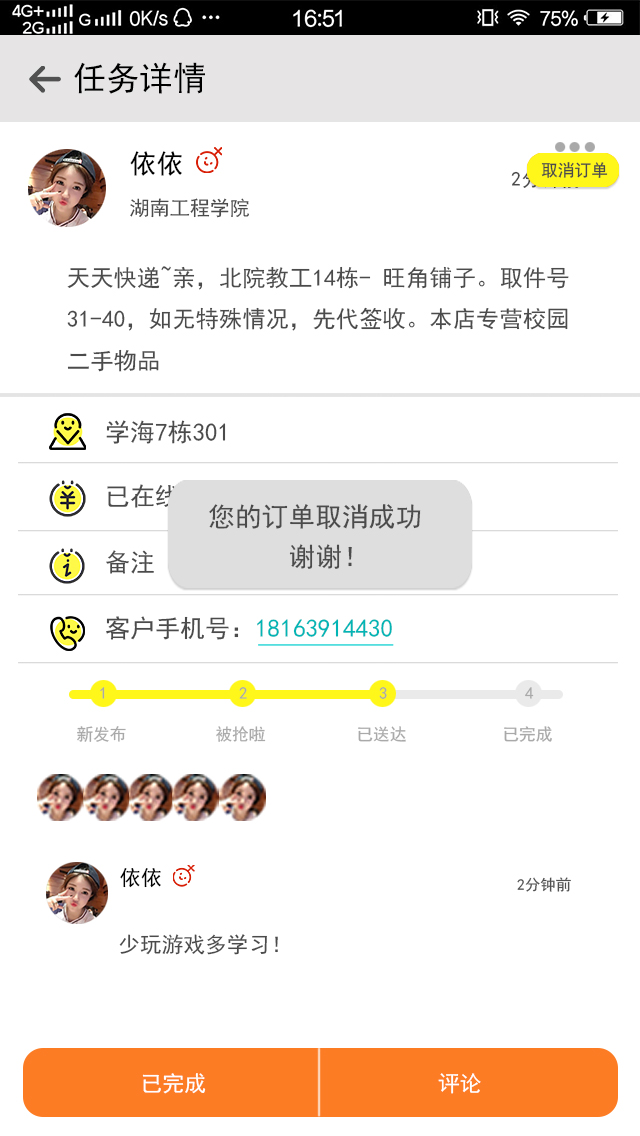 4G+ G 0K/s ··· 16:51 75%
2G
任务详情
依依
取消订单
2分
湖南工程学院
天天快递~亲，北院教工14栋- 旺角铺子。取件号
31-40，如无特殊情况，先代签收。本店专营校园
二手物品
学海7栋301
已在线
您的订单取消成功
谢谢！
备注
客户手机号：18163914430
1 2 3 4
新发布 被抢啦 已送达 已完成
依依
2分钟前
少玩游戏多学习！
已完成 评论